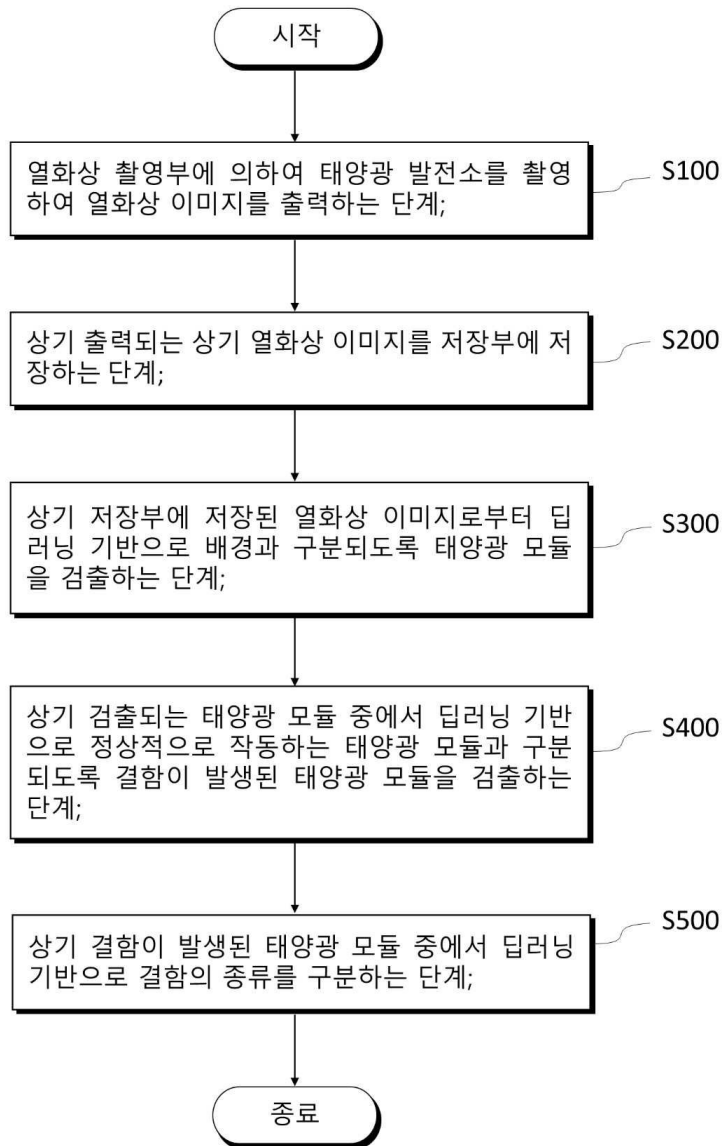 시작
열화상 촬영부에 의하여 태양광 발전소를 촬영
하여 열화상 이미지를 출력하는 단계;
S100
상기 출력되는 상기 열화상 이미지를 저장부에 저
장하는 단계;
S200
상기 저장부에 저장된 열화상 이미지로부터 딥
러닝 기반으로 배경과 구분되도록 태양광 모듈
을 검출하는 단계;
S300
상기 검출되는 태양광 모듈 중에서 딥러닝 기반
으로 정상적으로 작동하는 태양광 모듈과 구분
되도록 결함이 발생된 태양광 모듈을 검출하는
단계;
S400
상기 결함이 발생된 태양광 모듈 중에서 딥러닝
기반으로 결함의 종류를 구분하는 단계;
S500
종료